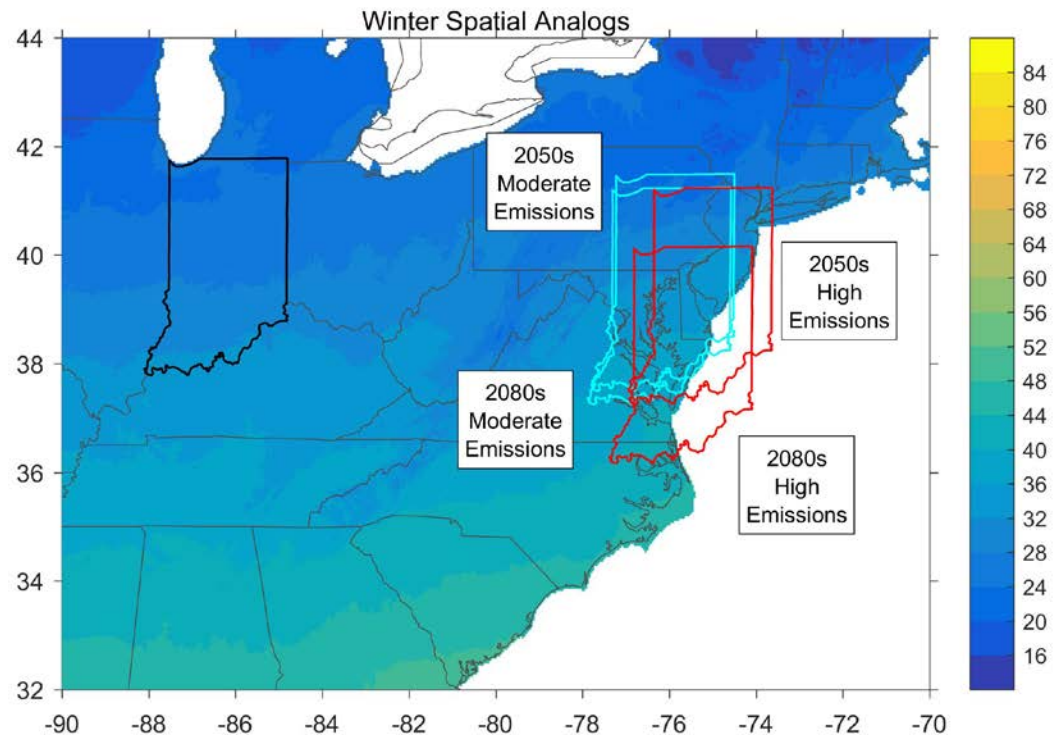 Winter Spatial Analogs
44
42
40
38
36
34
32
-90
-88
-86
-84
-82
-80
-78
-76
-74
-72
-70
2050s
Moderate
Emissions
2050s
High
Emissions
2080s
Moderate
Emissions
2080s
High
Emissions
84
80
76
72
68
64
60
56
52
48
44
40
36
32
28
24
20
16